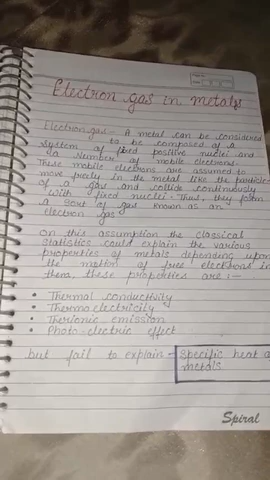 Electron gas in metals
Electron gas - A metal can be considered
to be composed of a
system of fixed positive nuclei and
a number of mobile electrons.
These mobile electrons are assumed to
move freely in the metal like the particles
of a gas and collide continuously
with fixed nuclei. Thus, they form
a sort of gas known as an
electron gas
On this assumption the classical
statistics could explain the various
properties of metals depending upon
the motion of free electrons in
them, these properties are :-
• Thermal conductivity
• Thermoelectricity
• Therionic emission
• Photo-electric effect
but fail to explain - Specific heat
metals
Spiral